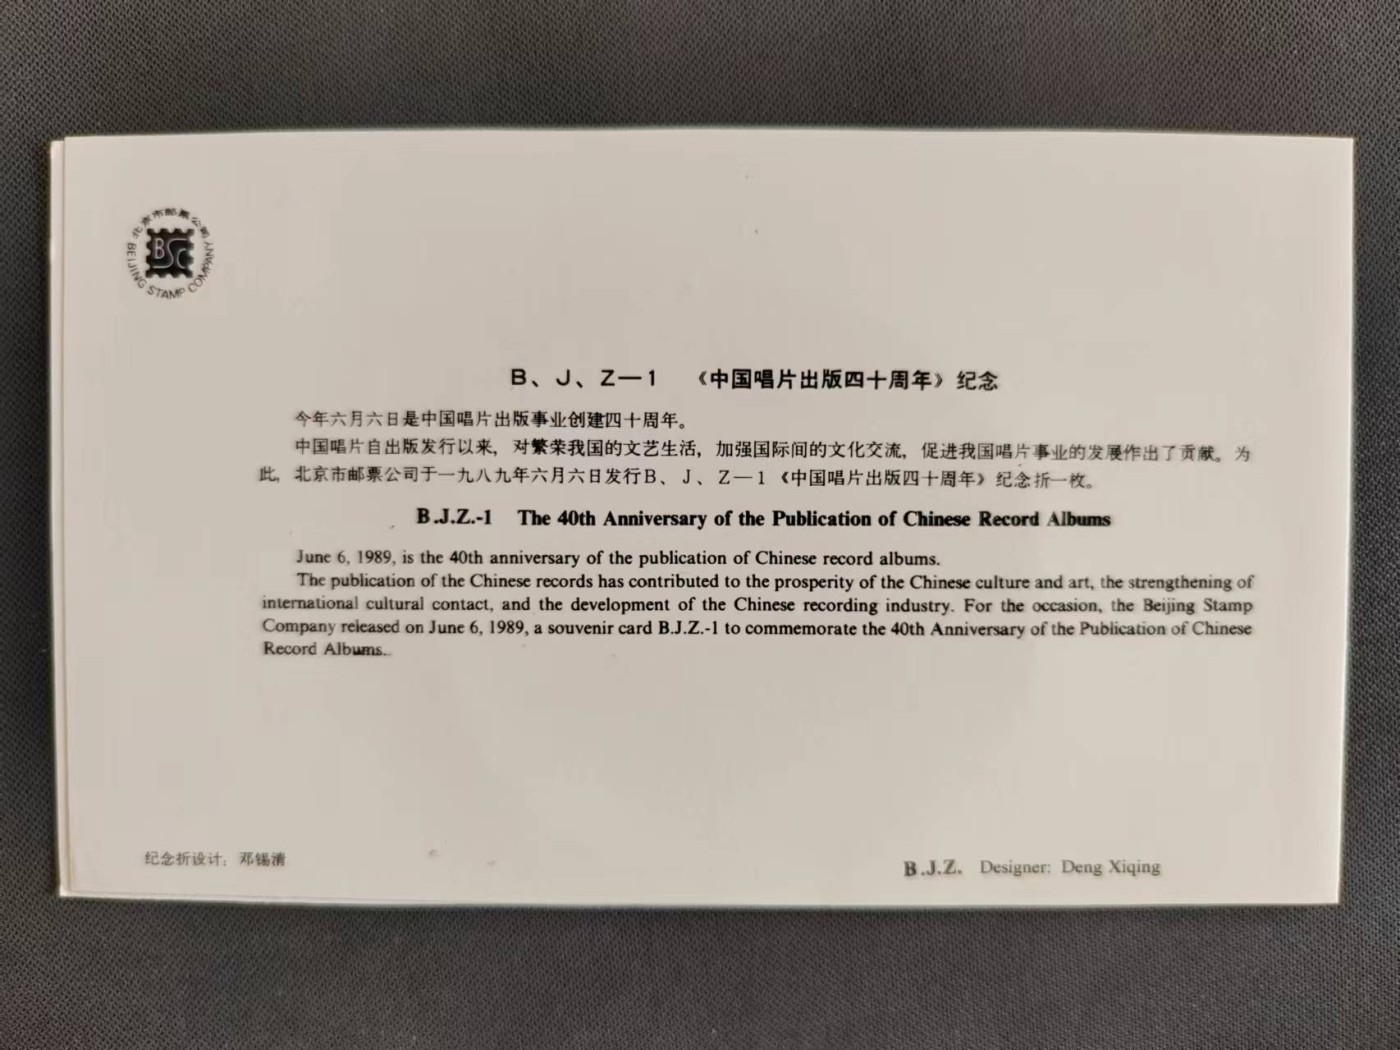 北京市邮票公司
BSC
BEIJING STAMP COMPANY
B、J、Z—1 《中国唱片出版四十周年》纪念
今年六月六日是中国唱片出版事业创建四十周年。
中国唱片自出版发行以来，对繁荣我国的文艺生活，加强国际间的文化交流，促进我国唱片事业的发展作出了贡献。为
此，北京市邮票公司于一九八九年六月六日发行B、J、Z—1《中国唱片出版四十周年》纪念折一枚。
B.J.Z.-1 The 40th Anniversary of the Publication of Chinese Record Albums
June 6, 1989, is the 40th anniversary of the publication of Chinese record albums.
The publication of the Chinese records has contributed to the prosperity of the Chinese culture and art, the strengthening of
international cultural contact, and the development of the Chinese recording industry. For the occasion, the Beijing Stamp
Company released on June 6, 1989, a souvenir card B.J.Z.-1 to commemorate the 40th Anniversary of the Publication of Chinese
Record Albums.
纪念折设计：邓锡清
B.J.Z. Designer: Deng Xiqing